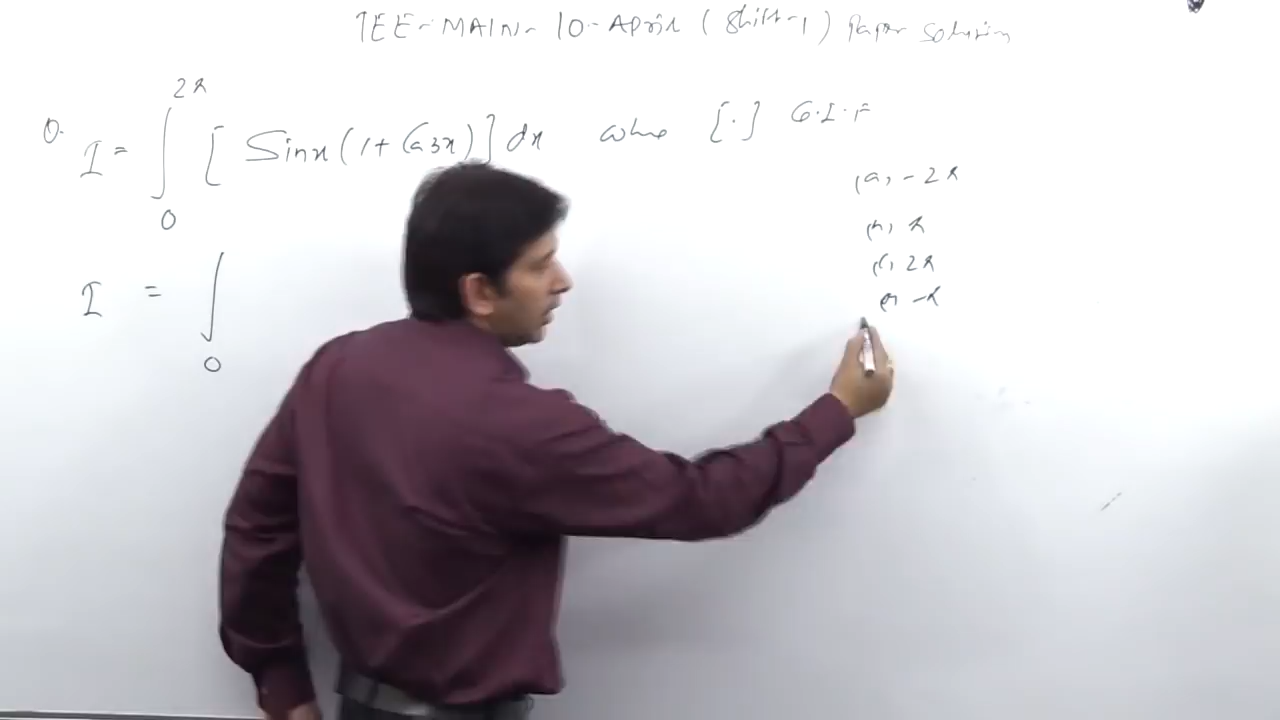 JEE-MAIN- 10-April (Shift-1) Paper Solution
Q. I = ∫₀^2π [ Sinx (1+ Cos3x) ] dx where [.] G.I.F
(a) -2π
(b) π
(c) 2π
(d) -π
I = ∫₀